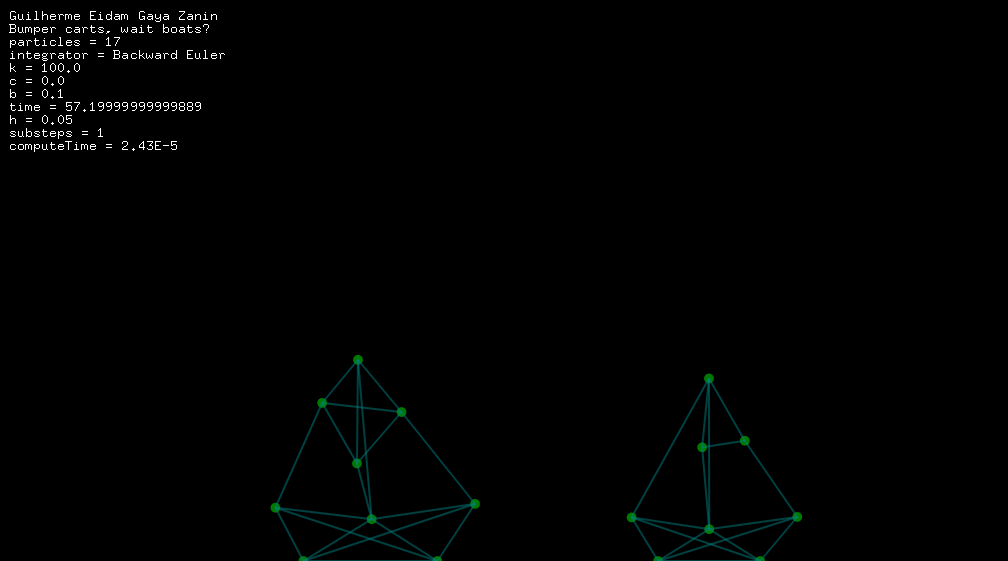 Guilherme Eidam Gaya Zanin
Bumper carts, wait boats?
particles = 17
integrator = Backward Euler
k = 100.0
c = 0.0
b = 0.1
time = 57.19999999999889
h = 0.05
substeps = 1
computeTime = 2.43E-5